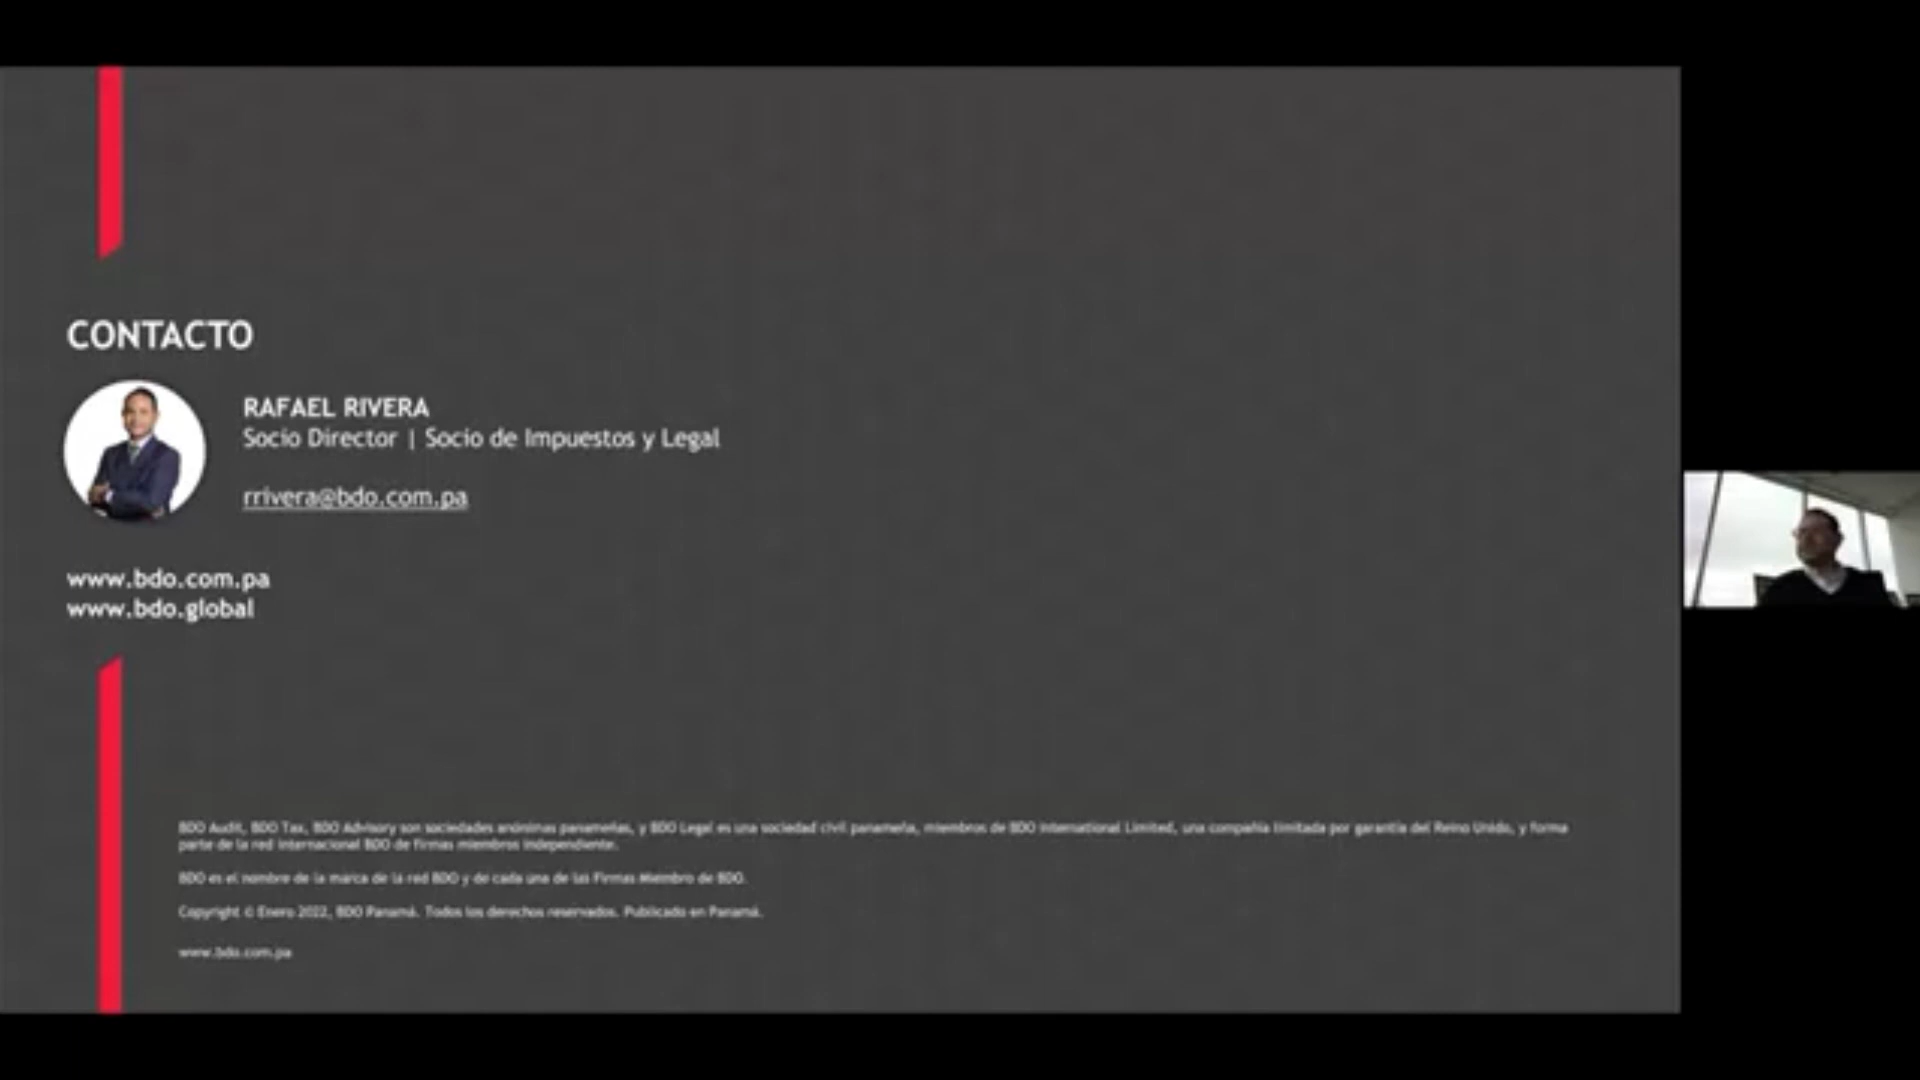 CONTACTO
RAFAEL RIVERA
Socio Director | Socio de Impuestos y Legal
rrivera@bdo.com.pa
www.bdo.com.pa
www.bdo.global
BDO Audit, BDO Tax, BDO Advisory son sociedades anónimas panameñas, y BDO Legal es una sociedad civil panameña, miembros de BDO International Limited, una compañía limitada por garantía del Reino Unido, y forma
parte de la red internacional BDO de firmas miembros independiente.
BDO es el nombre de la marca de la red BDO y de cada una de las Firmas Miembro de BDO.
Copyright © Enero 2022, BDO Panamá. Todos los derechos reservados. Publicado en Panamá.
www.bdo.com.pa